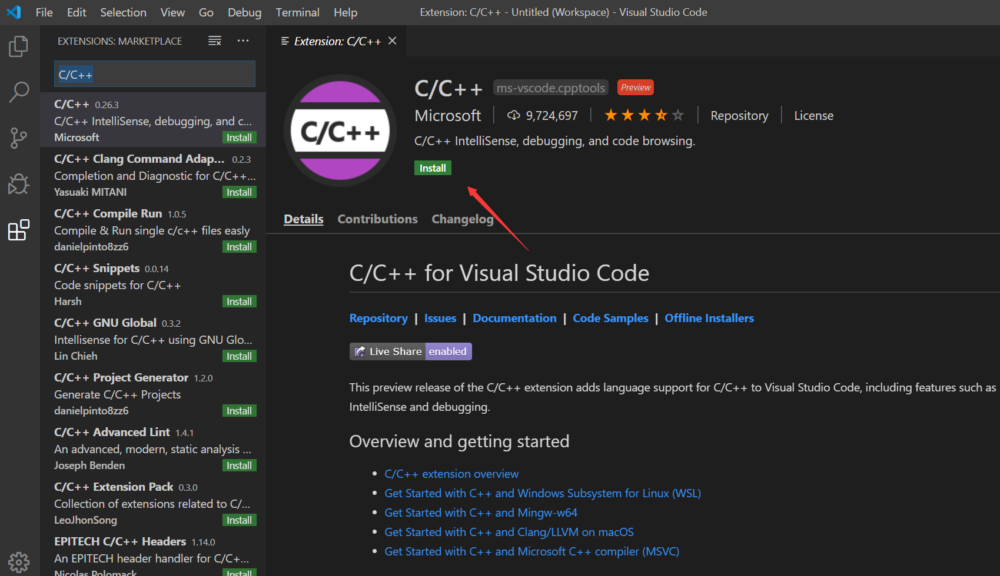 File Edit Selection View Go Debug Terminal Help
Extension: C/C++ - Untitled (Workspace) - Visual Studio Code
EXTENSIONS: MARKETPLACE
C/C++
C/C++ 0.26.3
C/C++ IntelliSense, debugging, and c...
Microsoft Install
C/C++ Clang Command Adap... 0.2.3
Completion and Diagnostic for C/C++...
Yasuaki MITANI Install
C/C++ Compile Run 1.0.5
Compile & Run single c/c++ files easly
danielpinto8zz6 Install
C/C++ Snippets 0.0.14
Code snippets for C/C++
Harsh Install
C/C++ GNU Global 0.3.2
Intellisense for C/C++ using GNU Glo...
Lin Chieh Install
C/C++ Project Generator 1.2.0
Generate C/C++ Projects
danielpinto8zz6 Install
C/C++ Advanced Lint 1.4.1
An advanced, modern, static analysis ...
Joseph Benden Install
C/C++ Extension Pack 0.3.0
Collection of extensions related to C/...
LeoJhonSong Install
EPITECH C/C++ Headers 1.14.0
An EPITECH header handler for C/C+...
Nicolas Polomack Install
Extension: C/C++
C/C++
C/C++ ms-vscode.cpptools Preview
Microsoft 9,724,697 Repository License
C/C++ IntelliSense, debugging, and code browsing.
Install
Details Contributions Changelog
C/C++ for Visual Studio Code
Repository | Issues | Documentation | Code Samples | Offline Installers
Live Share enabled
This preview release of the C/C++ extension adds language support for C/C++ to Visual Studio Code, including features such as
IntelliSense and debugging.
Overview and getting started
• C/C++ extension overview
• Get Started with C++ and Windows Subsystem for Linux (WSL)
• Get Started with C++ and Mingw-w64
• Get Started with C++ and Clang/LLVM on macOS
• Get Started with C++ and Microsoft C++ compiler (MSVC)